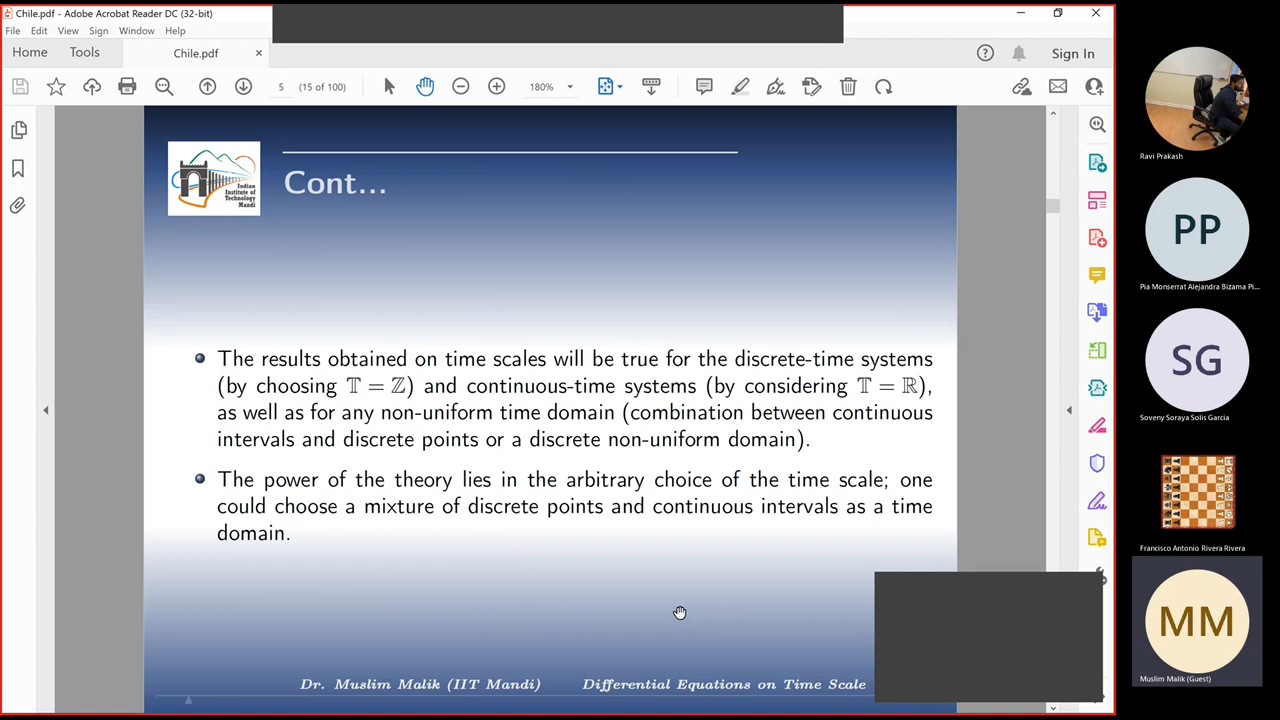 Chile.pdf - Adobe Acrobat Reader DC (32-bit)
File Edit View Sign Window Help
Home Tools Chile.pdf × Sign In
5 (15 of 100) 180%
Indian
Institute of
Technology
Mandi
Cont...
The results obtained on time scales will be true for the discrete-time systems
(by choosing 𝕋 = ℤ) and continuous-time systems (by considering 𝕋 = ℝ),
as well as for any non-uniform time domain (combination between continuous
intervals and discrete points or a discrete non-uniform domain).
The power of the theory lies in the arbitrary choice of the time scale; one
could choose a mixture of discrete points and continuous intervals as a time
domain.
Dr. Muslim Malik (IIT Mandi) Differential Equations on Time Scale
Ravi Prakash
PP
Pia Monserrat Alejandra Bizama Pi...
SG
Soveny Soraya Solis Garcia
Francisco Antonio Rivera Rivera
MM
Muslim Malik (Guest)